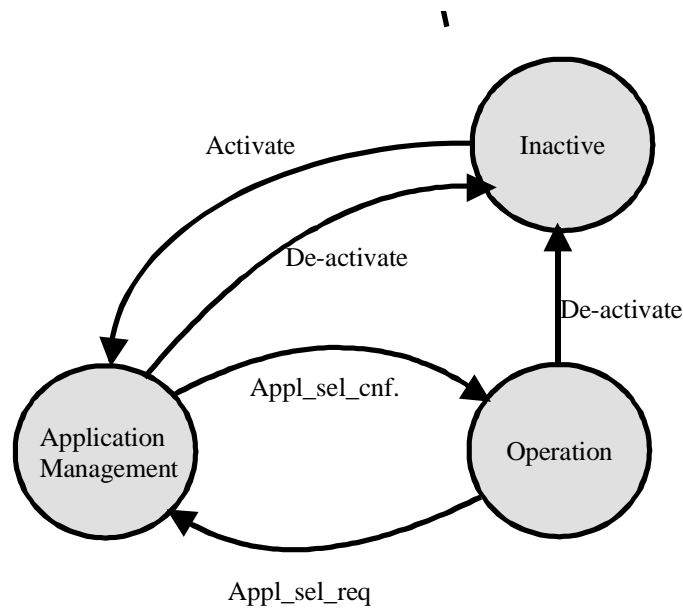 Activate
Inactive
De-activate
De-activate
Appl_sel_cnf.
Application
Management
Operation
Appl_sel_req